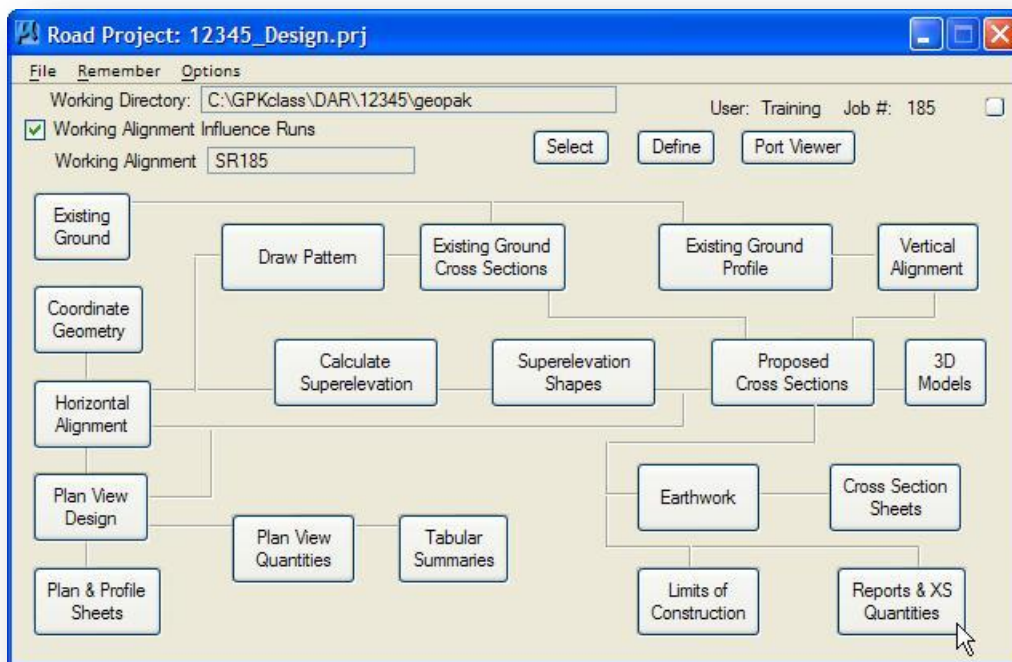 Road Project: 12345_Design.prj
File Remember Options
Working Directory: C:\GPKclass\DAR\12345\geopak
User: Training Job #: 185
Working Alignment Influence Runs
Working Alignment SR185
Select Define Port Viewer
Existing
Ground
Draw Pattern
Existing Ground
Cross Sections
Existing Ground
Profile
Vertical
Alignment
Coordinate
Geometry
Calculate
Superelevation
Superelevation
Shapes
Proposed
Cross Sections
3D
Models
Horizontal
Alignment
Plan View
Design
Earthwork
Cross Section
Sheets
Plan View
Quantities
Tabular
Summaries
Plan & Profile
Sheets
Limits of
Construction
Reports & XS
Quantities